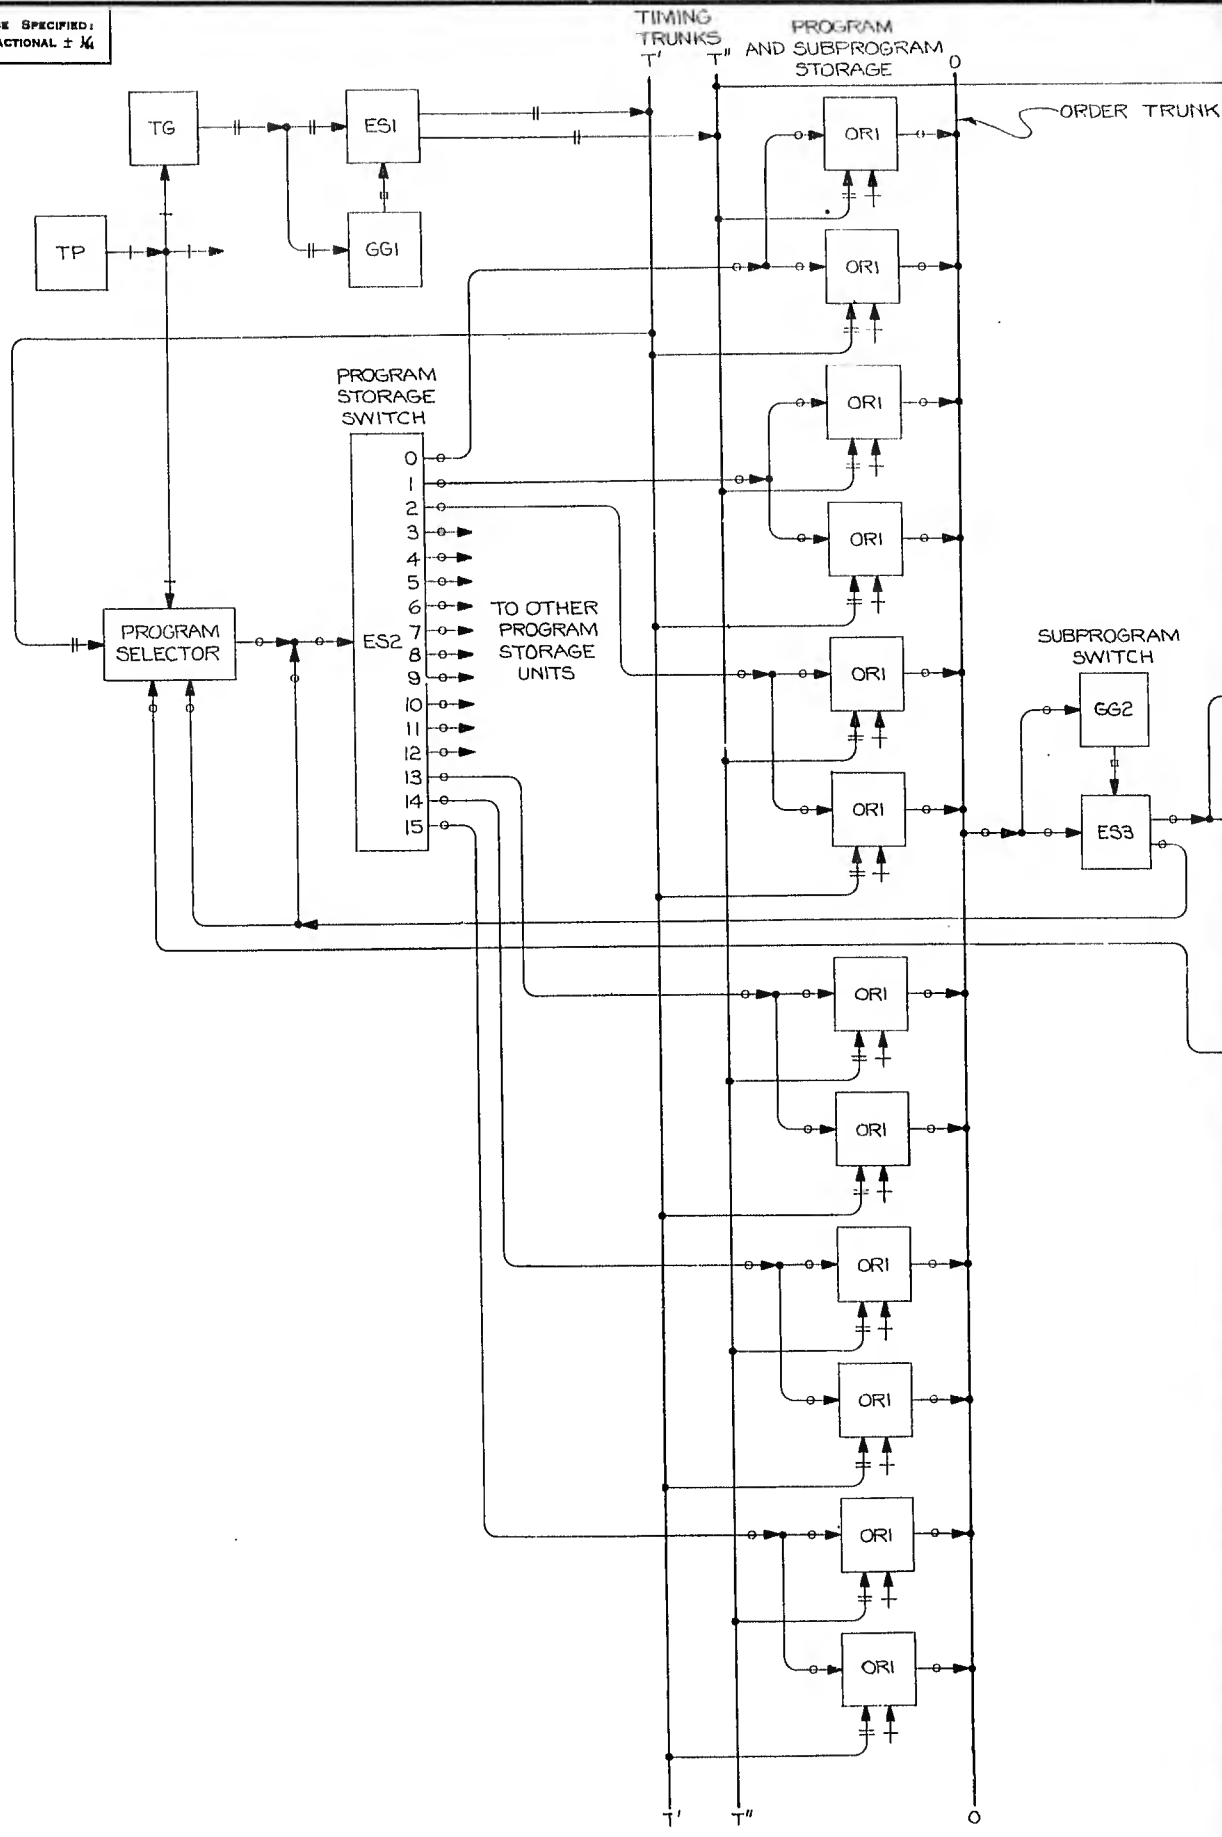 SE SPECIFIED:
ACTIONAL ± 1/64
TIMING
TRUNKS
T' T"
PROGRAM
AND SUBPROGRAM
STORAGE
O
ORDER TRUNK
TG
ES1
OR1
TP
GG1
OR1
PROGRAM
STORAGE
SWITCH
OR1
0
1
2
3
4
5
6
7
8
9
10
11
12
13
14
15
ES2
OR1
TO OTHER
PROGRAM
STORAGE
UNITS
PROGRAM
SELECTOR
OR1
SUBPROGRAM
SWITCH
GG2
OR1
ES3
OR1
OR1
OR1
OR1
OR1
OR1
T' T" O